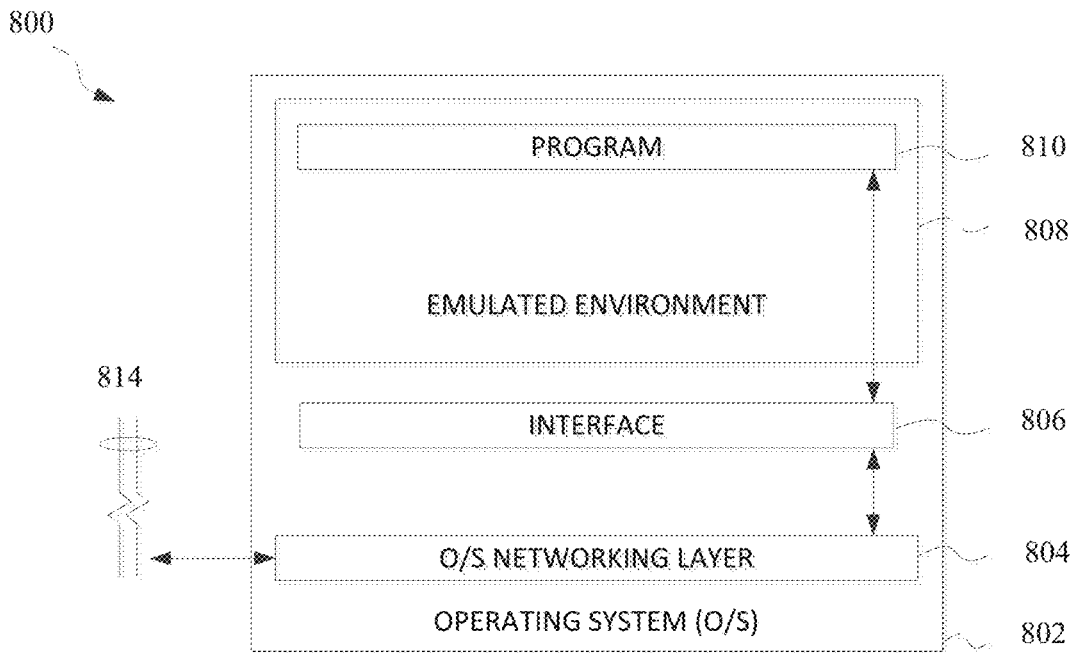 800
PROGRAM
810
808
EMULATED ENVIRONMENT
814
INTERFACE
806
O/S NETWORKING LAYER
804
OPERATING SYSTEM (O/S)
802